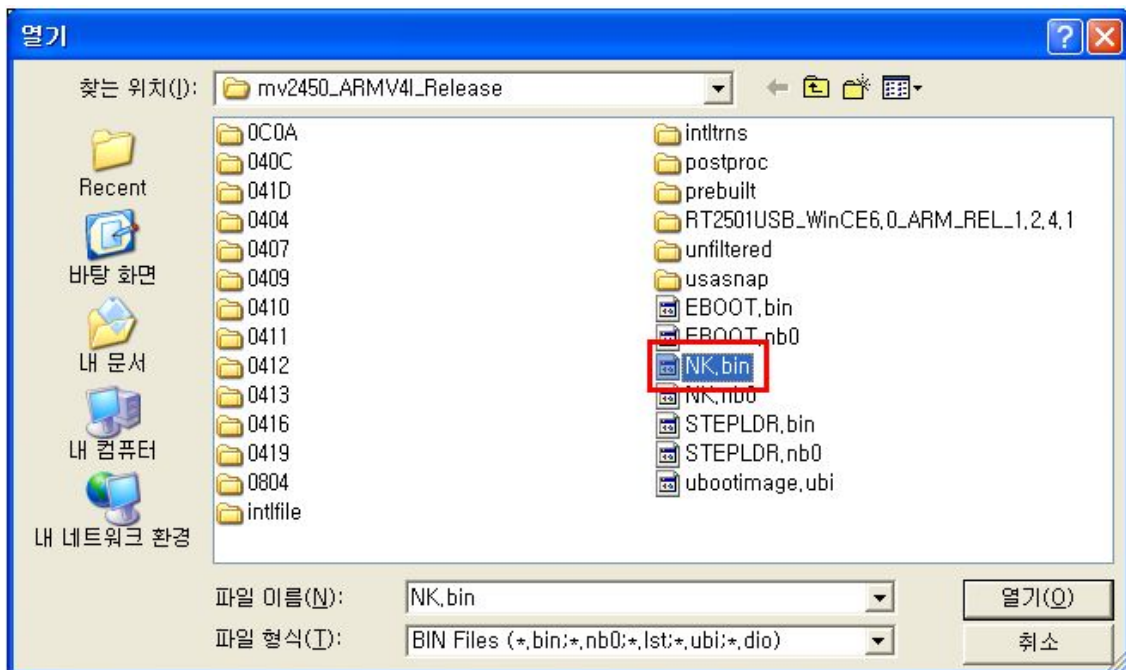 열기
찾는 위치(I):
mv2450_ARMV4I_Release
Recent
바탕 화면
내 문서
내 컴퓨터
내 네트워크 환경
0C0A
040C
041D
0404
0407
0409
0410
0411
0412
0413
0416
0419
0804
intlfile
intltrns
postproc
prebuilt
RT2501USB_WinCE6,0_ARM_REL_1,2,4,1
unfiltered
usasnap
EBOOT,bin
EBOOT,nb0
NK,bin
NK,nb0
STEPLDR,bin
STEPLDR,nb0
ubootimage,ubi
파일 이름(N):
NK,bin
열기(O)
파일 형식(T):
BIN Files (*,bin;*,nb0;*,lst;*,ubi;*,dio)
취소